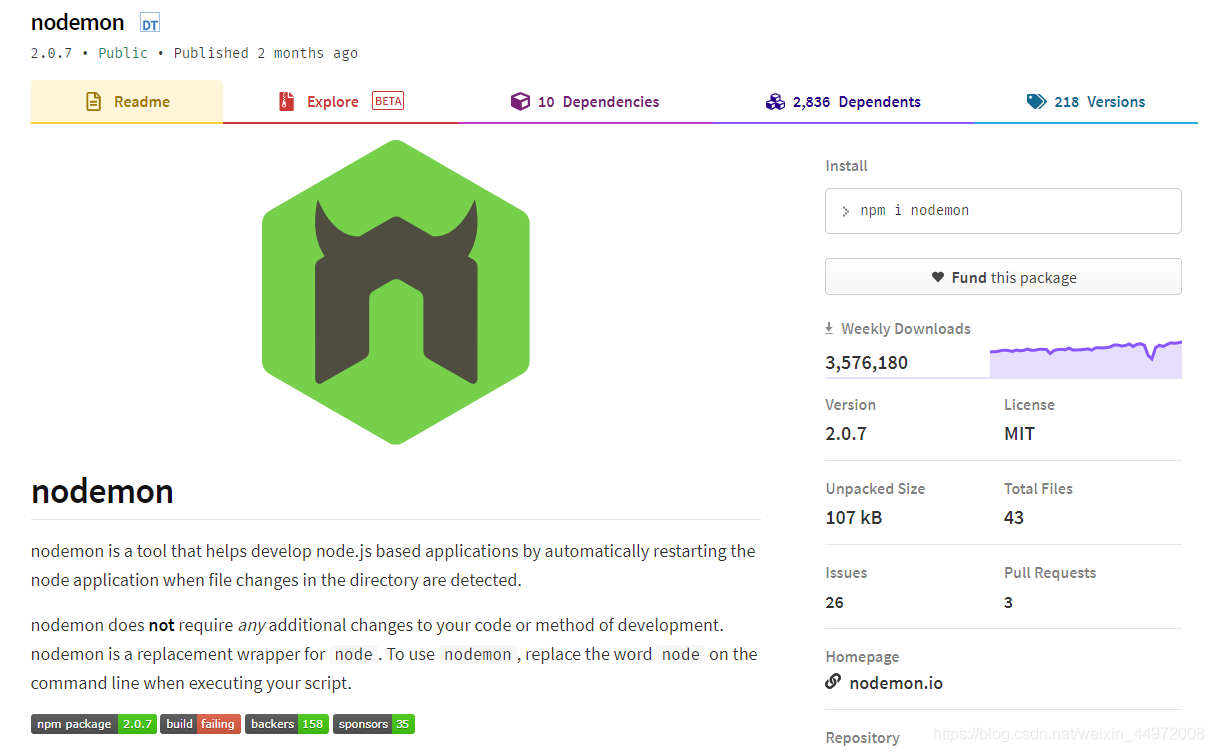 nodemon DT
2.0.7 • Public • Published 2 months ago
Readme
Explore BETA
10 Dependencies
2,836 Dependents
218 Versions
nodemon
nodemon is a tool that helps develop node.js based applications by automatically restarting the
node application when file changes in the directory are detected.
nodemon does not require any additional changes to your code or method of development.
nodemon is a replacement wrapper for node. To use nodemon, replace the word node on the
command line when executing your script.
npm package 2.0.7 build failing backers 158 sponsors 35
Install
> npm i nodemon
Fund this package
Weekly Downloads
3,576,180
Version License
2.0.7 MIT
Unpacked Size Total Files
107 kB 43
Issues Pull Requests
26 3
Homepage
nodemon.io
Repository
https://blog.csdn.net/weixin_44972008